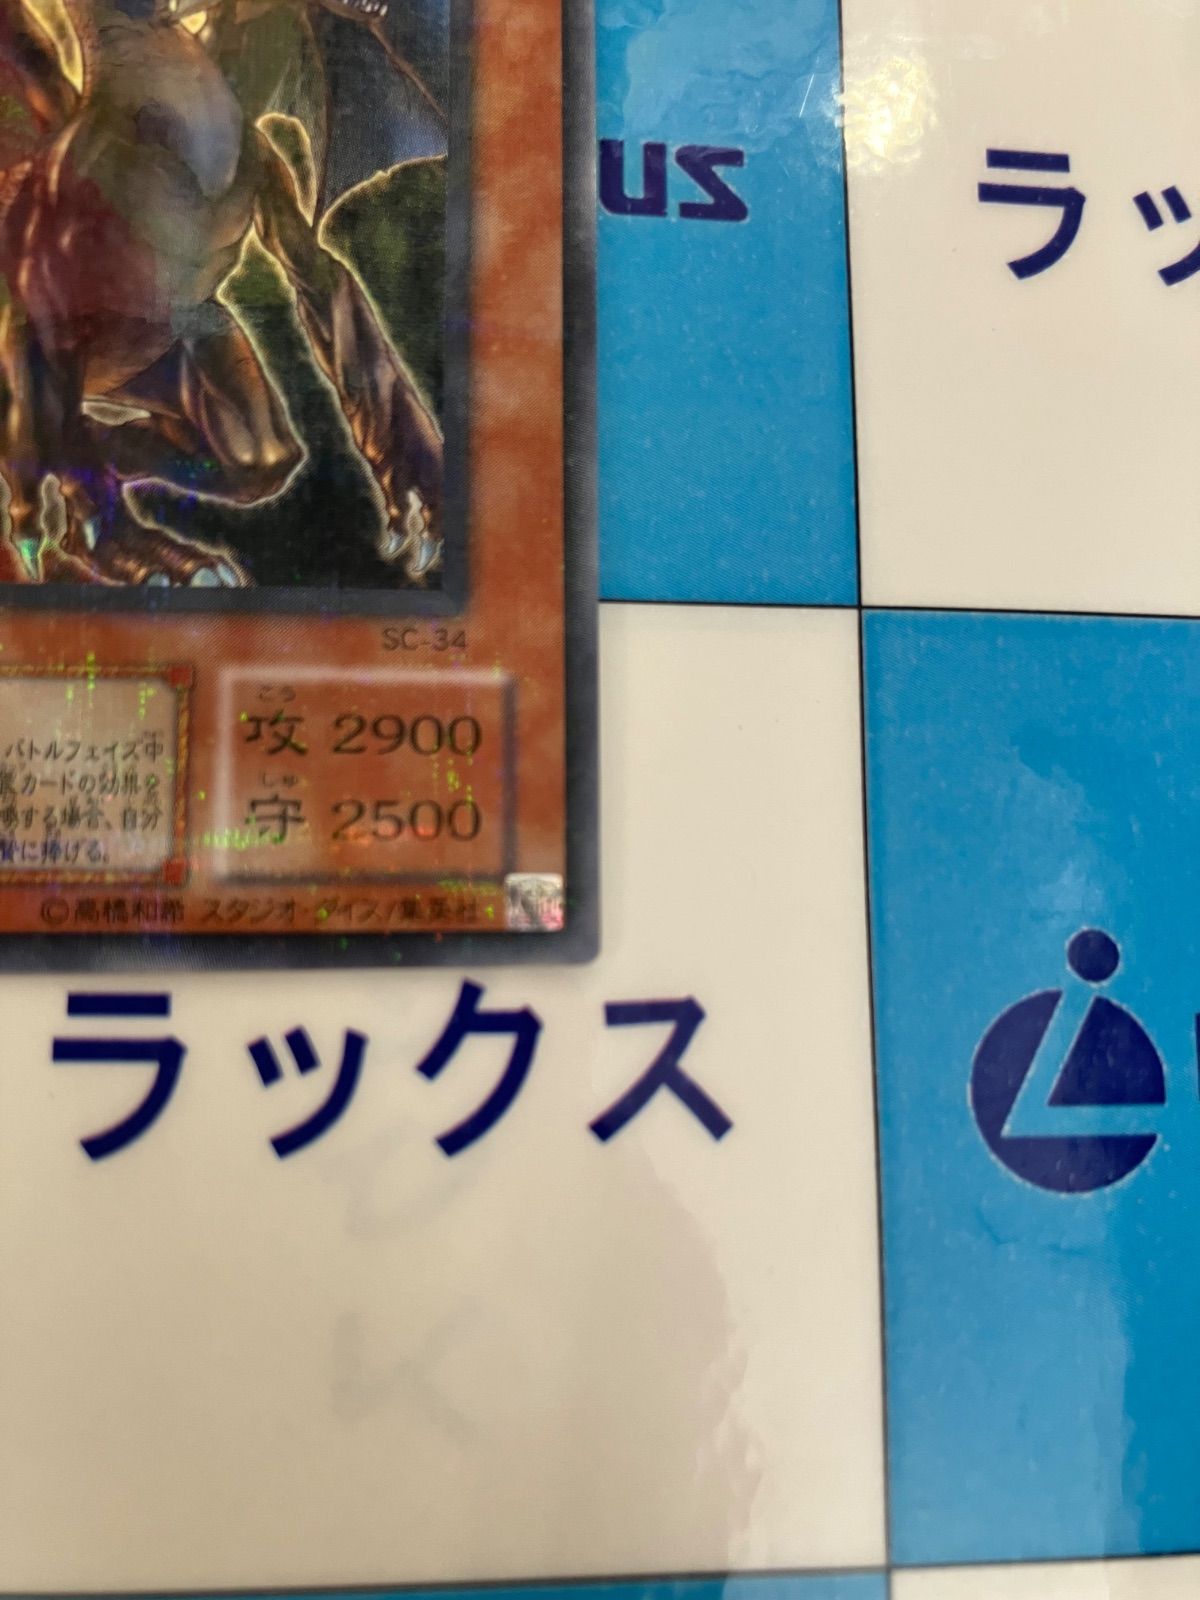 us
ラッ
SC-34
こう
攻 2900
しゅ
守 2500
バトルフェイズ中
カードの効果を
する場合、自分
に捧げる。
©高橋和希 スタジオ・ダイス/集英社
ラックス